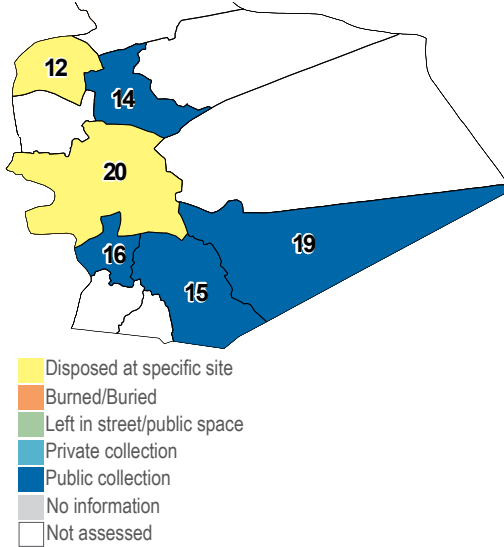 12
14
20
19
16
15
Disposed at specific site
Burned/Buried
Left in street/public space
Private collection
Public collection
No information
Not assessed